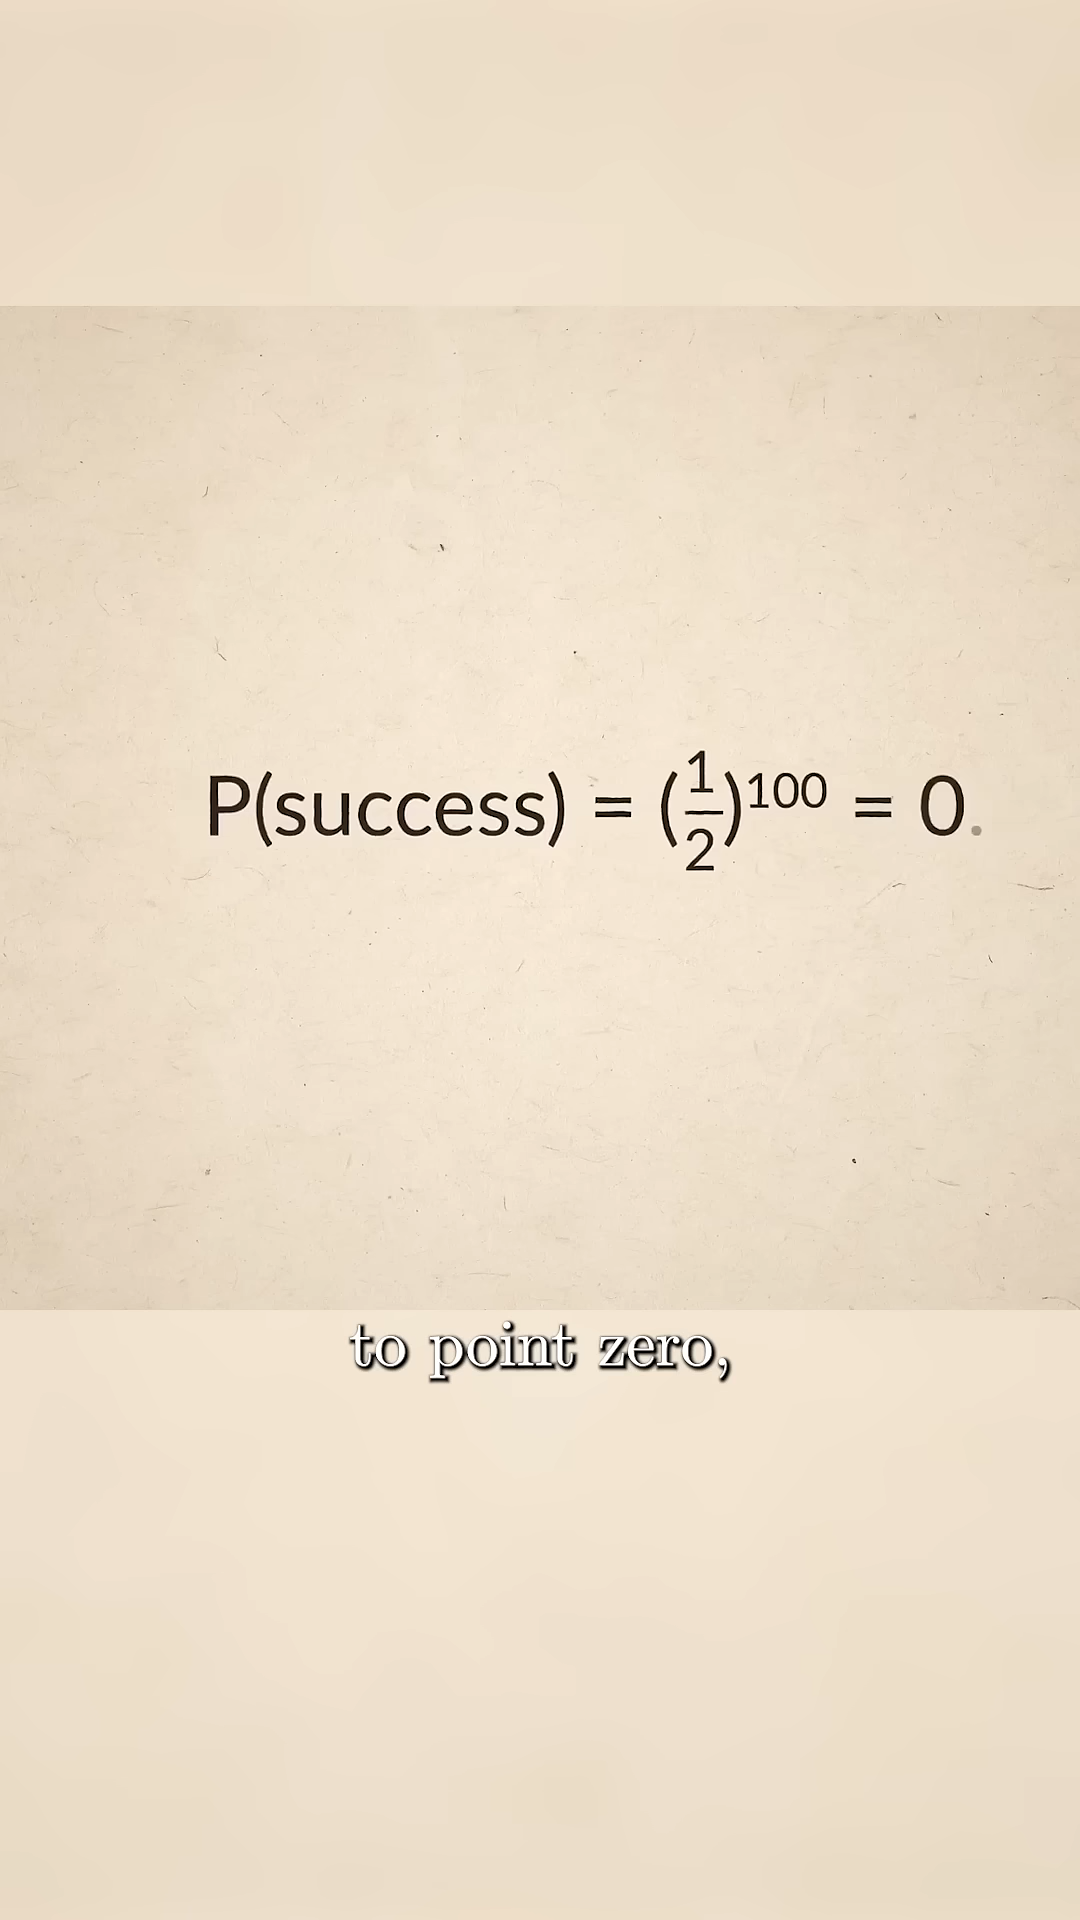 P(success) = (1/2)¹⁰⁰ = 0.
to point zero,